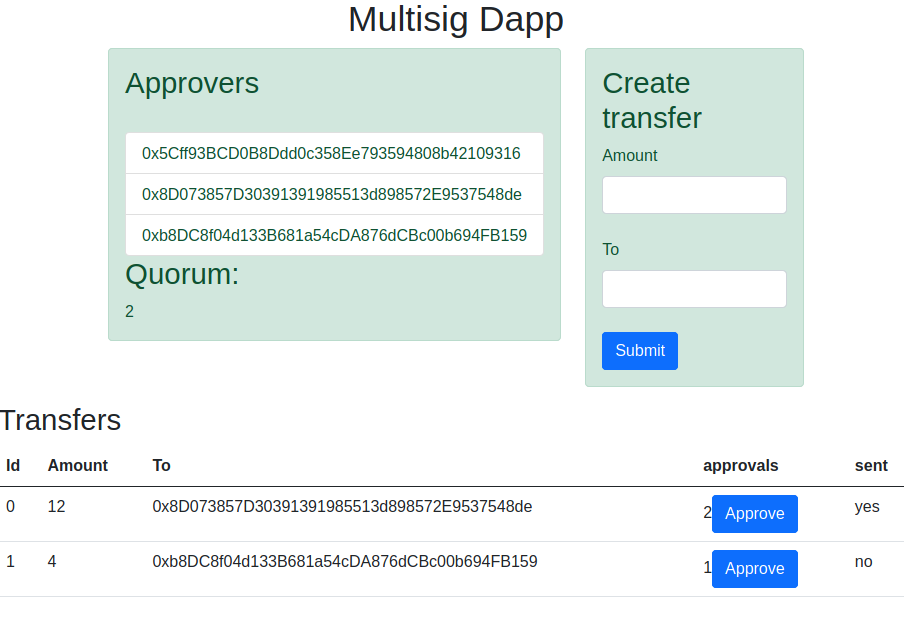 Multisig Dapp
Approvers
0x5Cff93BCD0B8Ddd0c358Ee793594808b42109316
0x8D073857D30391391985513d898572E9537548de
0xb8DC8f04d133B681a54cDA876dCBc00b694FB159
Quorum:
2
Create
transfer
Amount
To
Submit
Transfers
Id Amount To approvals sent
0 12 0x8D073857D30391391985513d898572E9537548de 2 Approve yes
1 4 0xb8DC8f04d133B681a54cDA876dCBc00b694FB159 1 Approve no